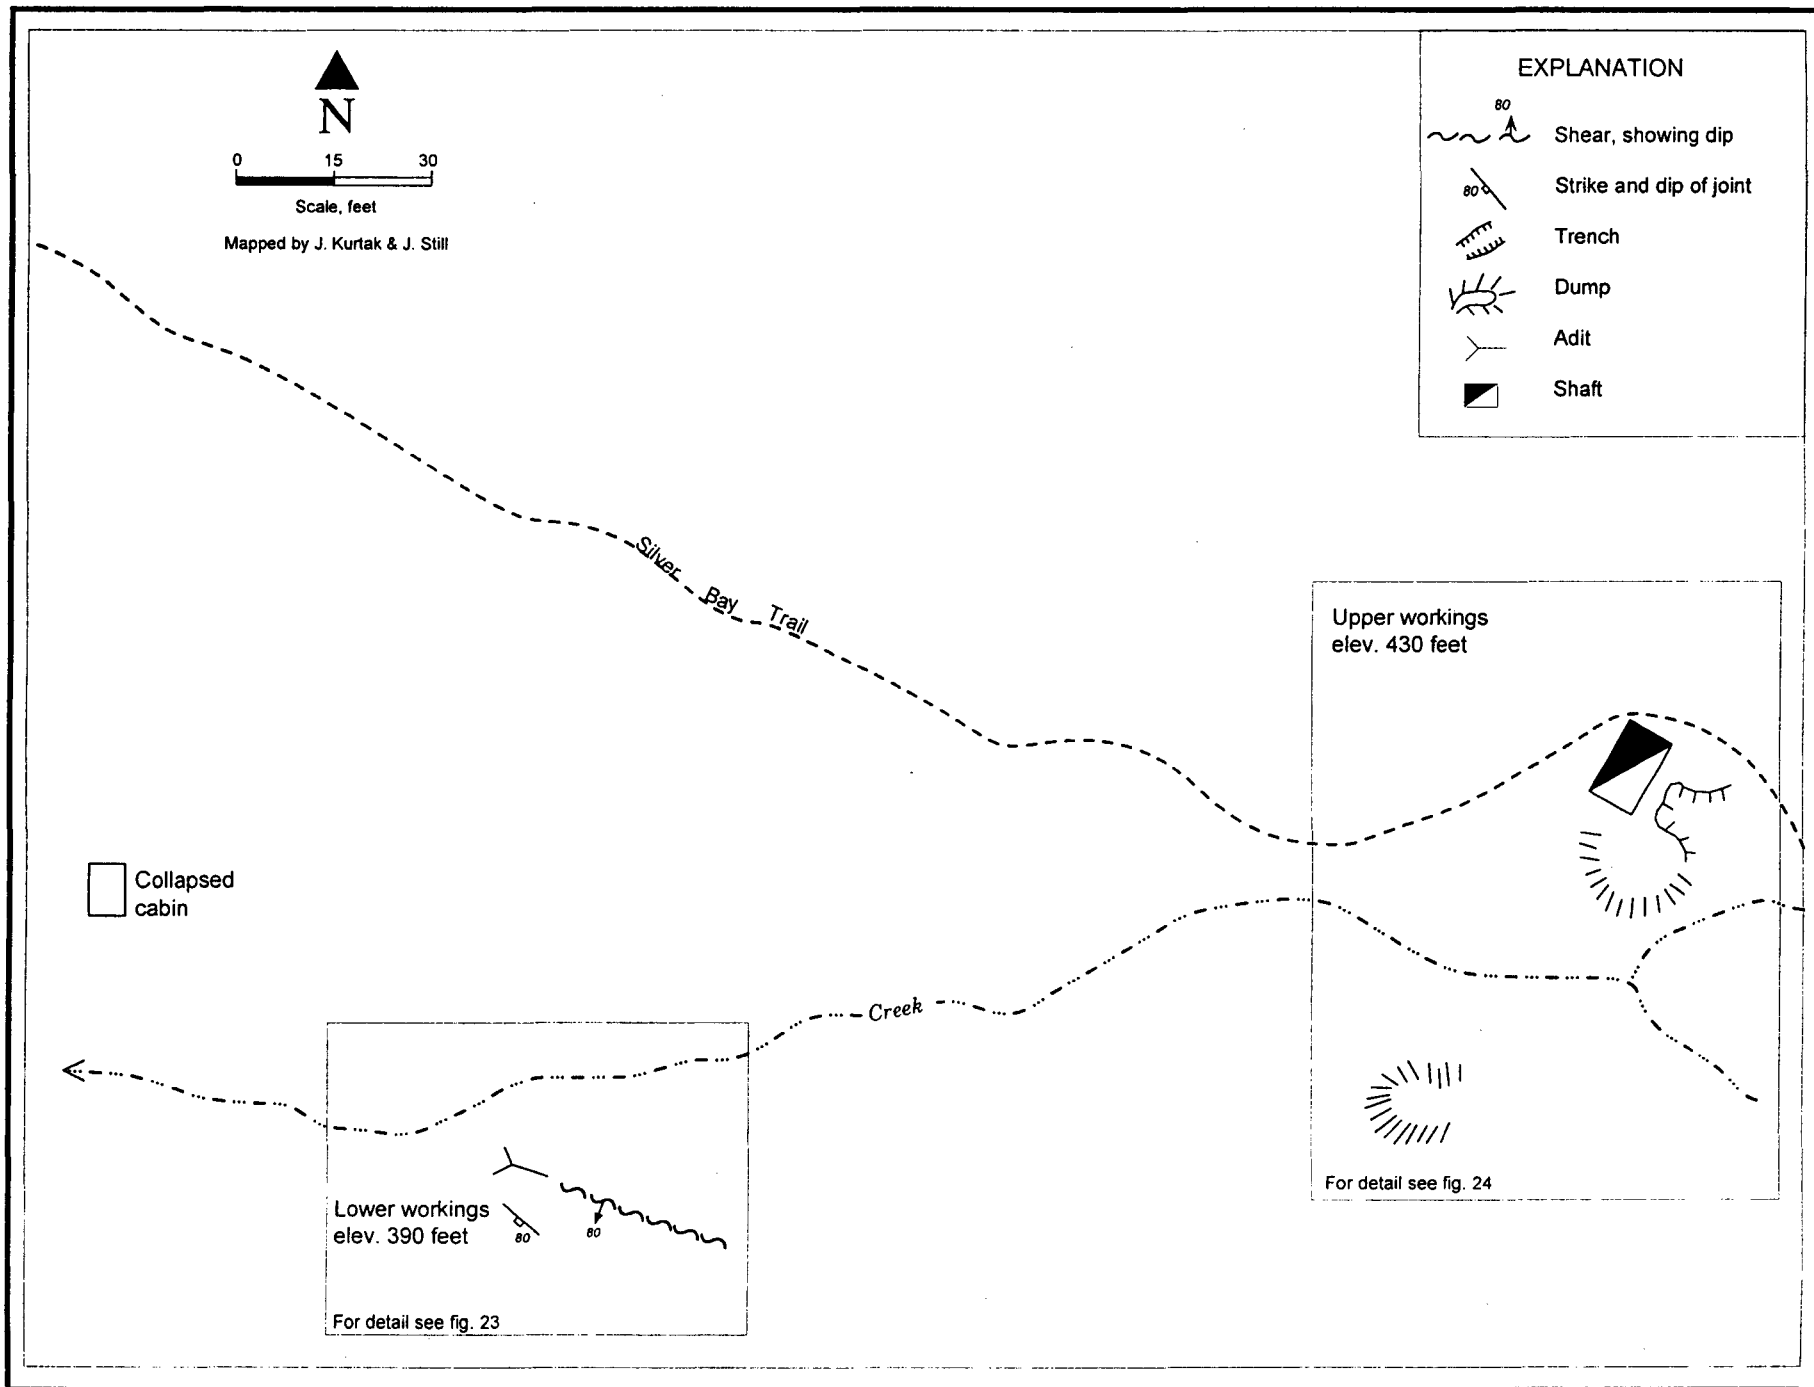 N
0 15 30
Scale, feet
Mapped by J. Kurtak & J. Still
EXPLANATION
80
Shear, showing dip
80
Strike and dip of joint
Trench
Dump
Adit
Shaft
Silver Bay Trail
Upper workings
elev. 430 feet
Collapsed
cabin
Creek
For detail see fig. 24
Lower workings
elev. 390 feet
80
80
For detail see fig. 23